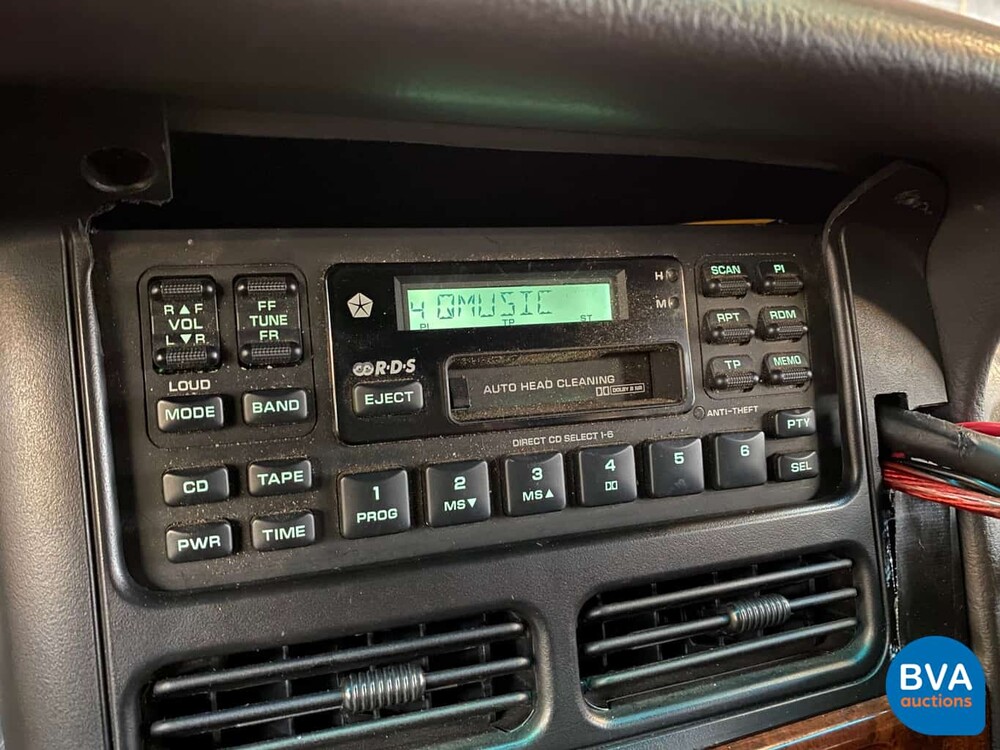 R▲F
VOL
L▼R
FF
TUNE
FR
LOUD
MODE
BAND
CD
TAPE
PWR
TIME
4 QMUSIC
PI TP ST
R·D·S
EJECT
AUTO HEAD CLEANING
DOLBY B NR
H
M
SCAN
PI
RPT
RDM
TP
MEMO
ANTI-THEFT
DIRECT CD SELECT 1-6
1
PROG
2
MS▼
3
MS▲
4
5
6
PTY
SEL
BVA
auctions